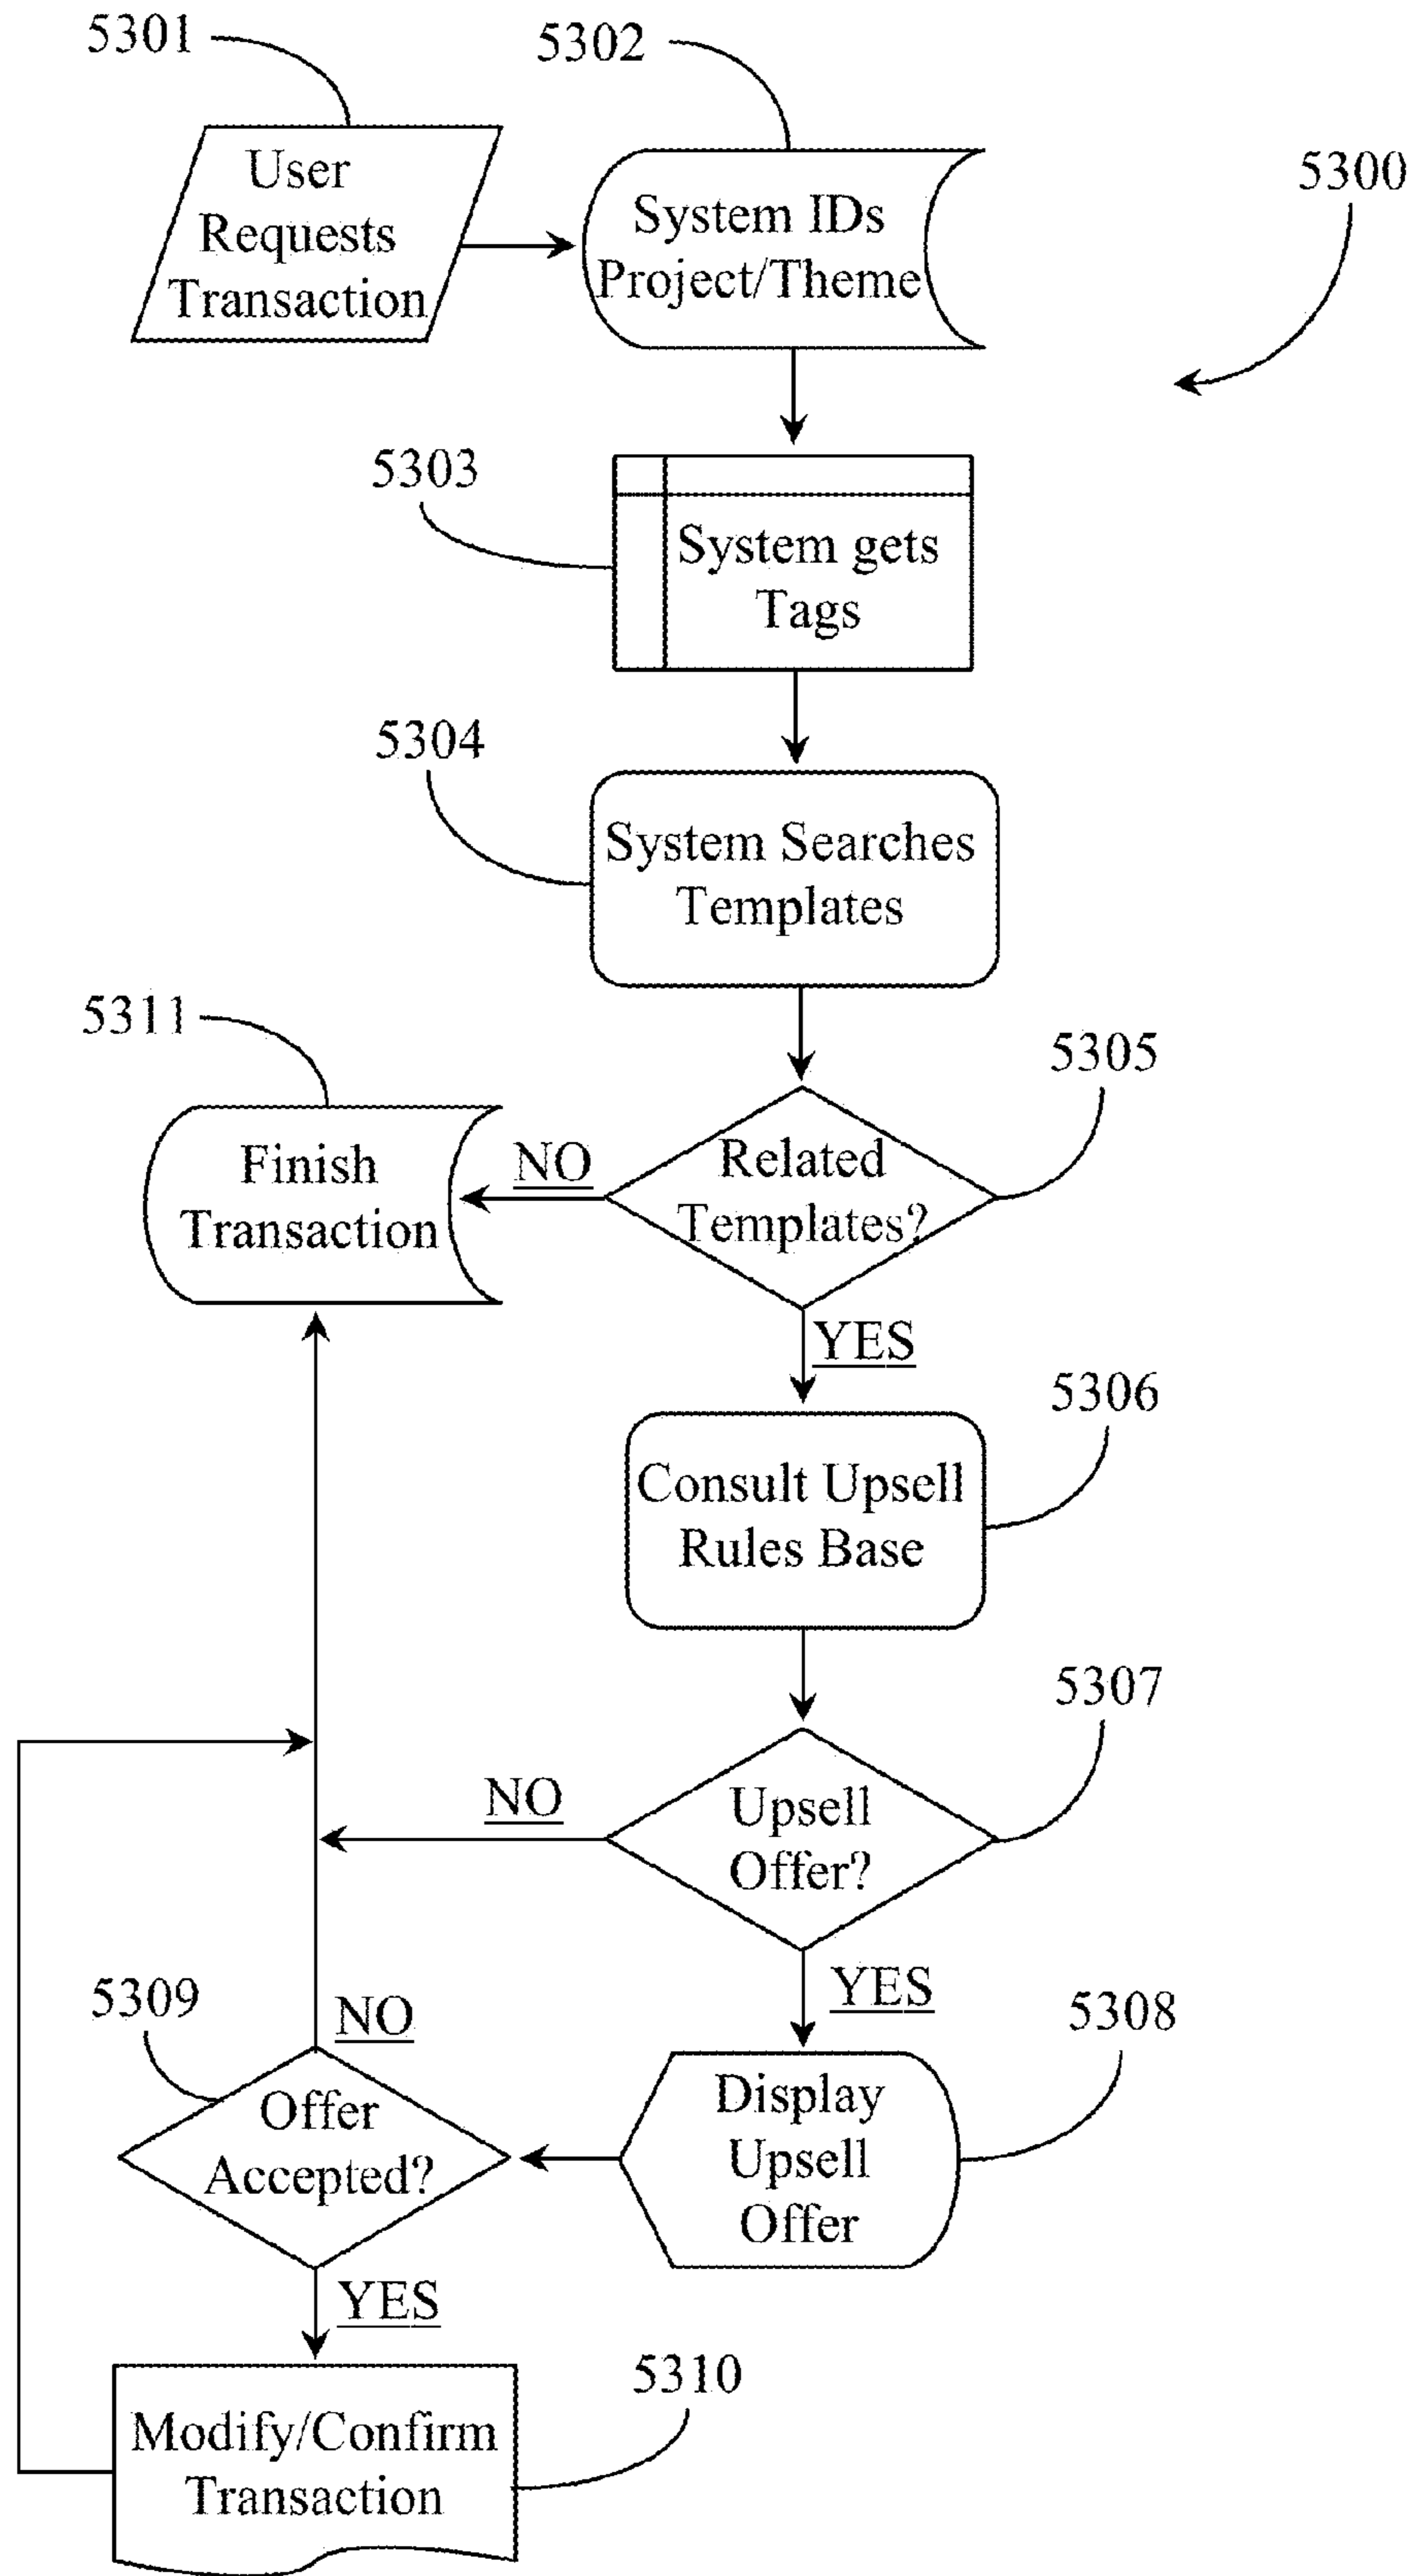 5301
5302
5300
User
Requests
Transaction
System IDs
Project/Theme
5303
System gets
Tags
5304
System Searches
Templates
5311
5305
Finish
Transaction
NO
Related
Templates?
YES
5306
Consult Upsell
Rules Base
5307
NO
Upsell
Offer?
YES
5309
NO
5308
Offer
Accepted?
Display
Upsell
Offer
YES
5310
Modify/Confirm
Transaction